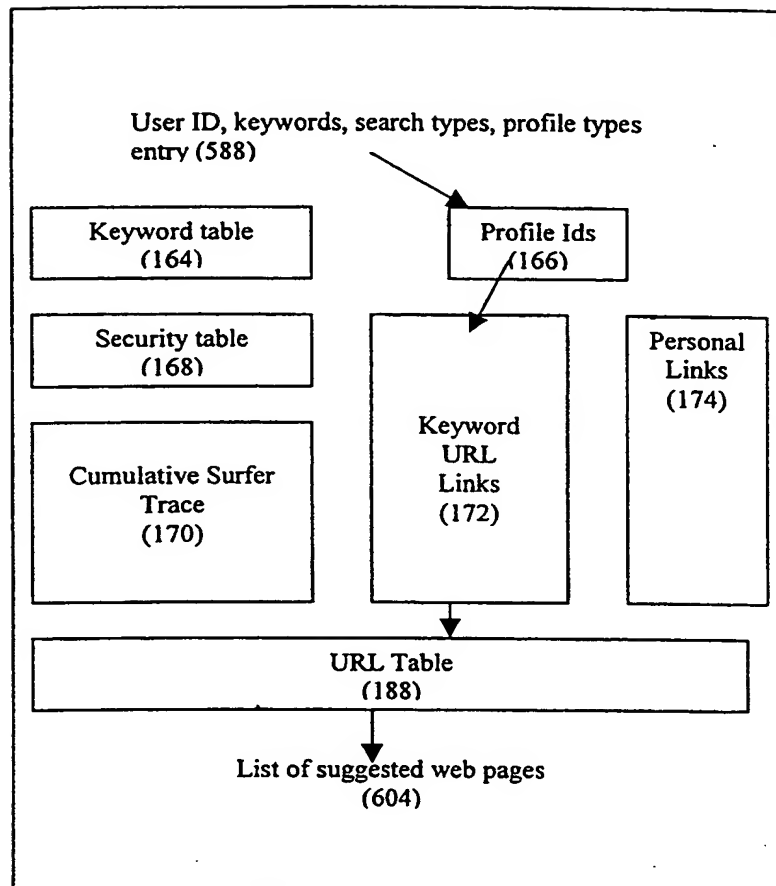 User ID, keywords, search types, profile types
entry (588)
Keyword table
(164)
Profile Ids
(166)
Security table
(168)
Personal
Links
(174)
Keyword
URL
Links
(172)
Cumulative Surfer
Trace
(170)
URL Table
(188)
List of suggested web pages
(604)